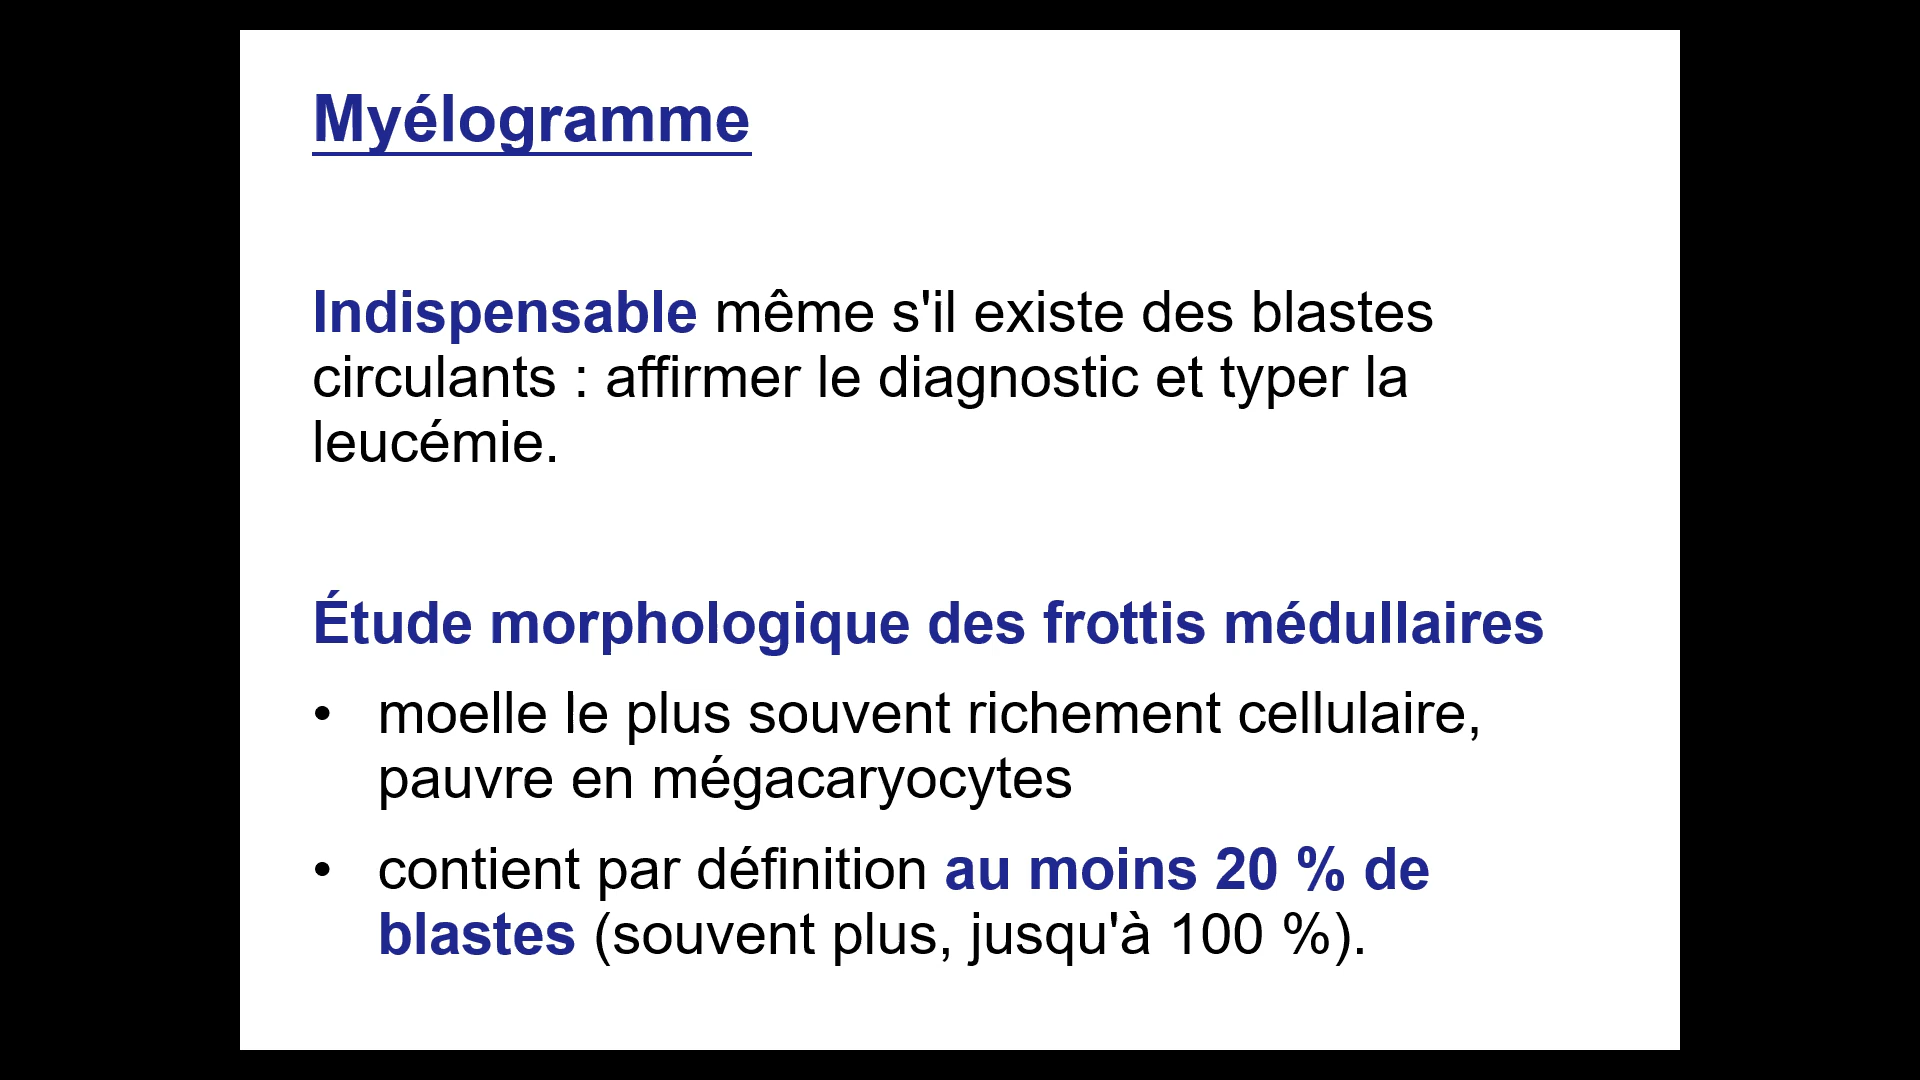 Myélogramme
Indispensable même s'il existe des blastes
circulants : affirmer le diagnostic et typer la
leucémie.
Étude morphologique des frottis médullaires
• moelle le plus souvent richement cellulaire,
pauvre en mégacaryocytes
• contient par définition au moins 20 % de
blastes (souvent plus, jusqu'à 100 %).